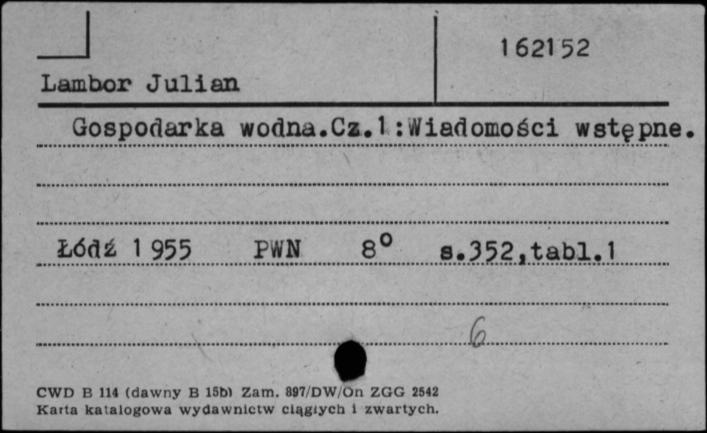 162152
Lambor Julian
Gospodarka wodna.Cz.1:Wiadomości wstępne.
Łódź 1955 PWN 8° s.352,tabl.1
6
CWD B 114 (dawny B 15b) Zam. 897/DW/On ZGG 2542
Karta katalogowa wydawnictw ciągłych i zwartych.